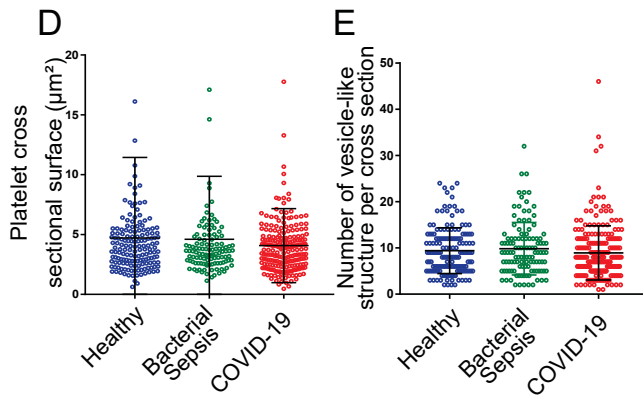 D
Platelet cross
sectional surface (µm²)
20
15
10
5
0
Healthy
Bacterial
Sepsis
COVID-19
E
Number of vesicle-like
structure per cross section
50
40
30
20
10
0
Healthy
Bacterial
Sepsis
COVID-19